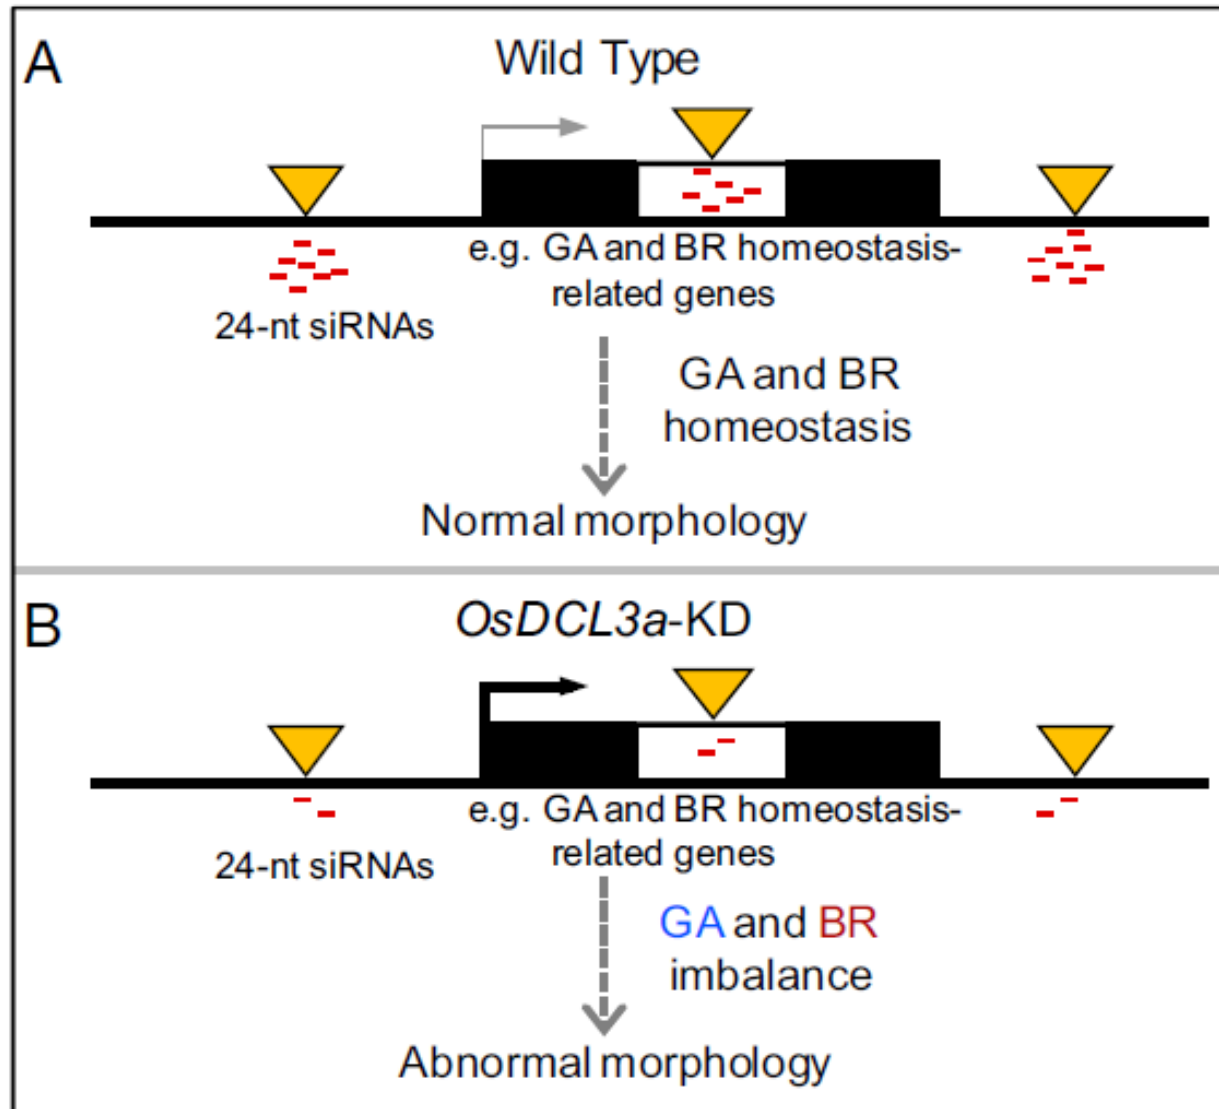 A
Wild Type
e.g. GA and BR homeostasis-
related genes
24-nt siRNAs
GA and BR
homeostasis
Normal morphology
B
OsDCL3a-KD
e.g. GA and BR homeostasis-
related genes
24-nt siRNAs
GA and BR
imbalance
Abnormal morphology